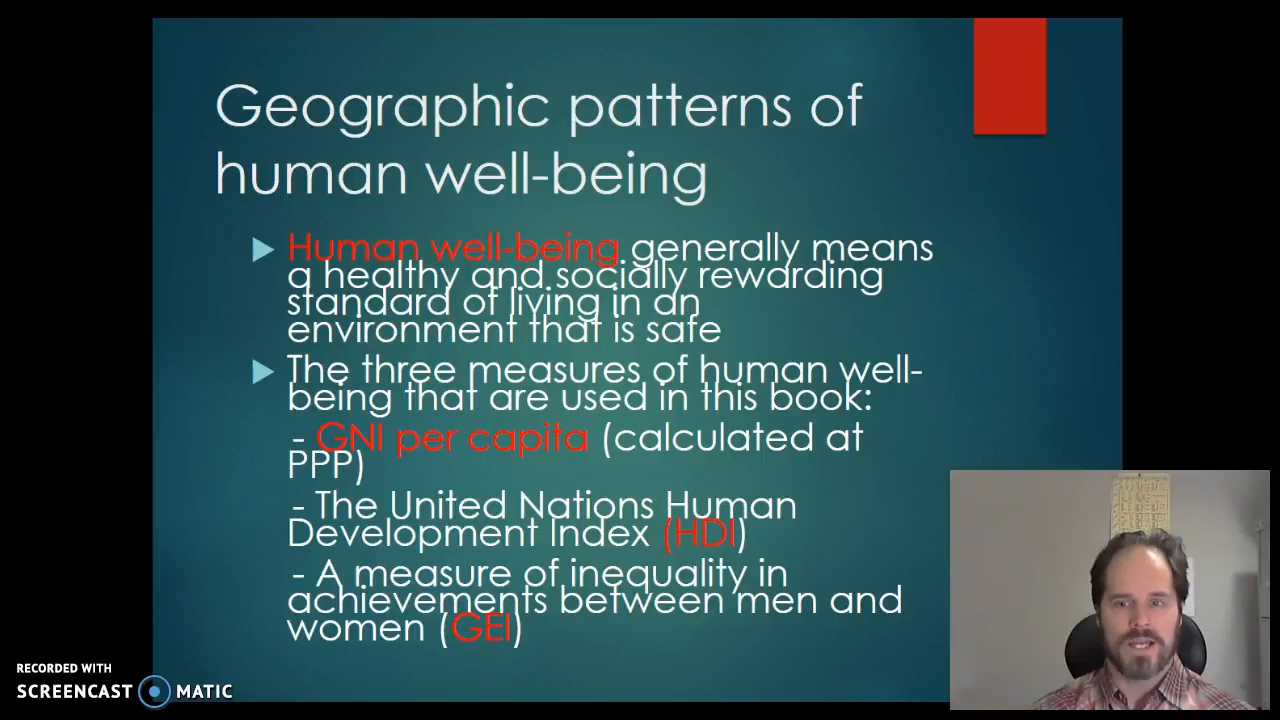 Geographic patterns of
human well-being
Human well-being generally means
a healthy and socially rewarding
standard of living in an
environment that is safe
The three measures of human well-
being that are used in this book:
- GNI per capita (calculated at
PPP)
- The United Nations Human
Development Index (HDI)
- A measure of inequality in
achievements between men and
women (GEI)
RECORDED WITH
SCREENCAST MATIC